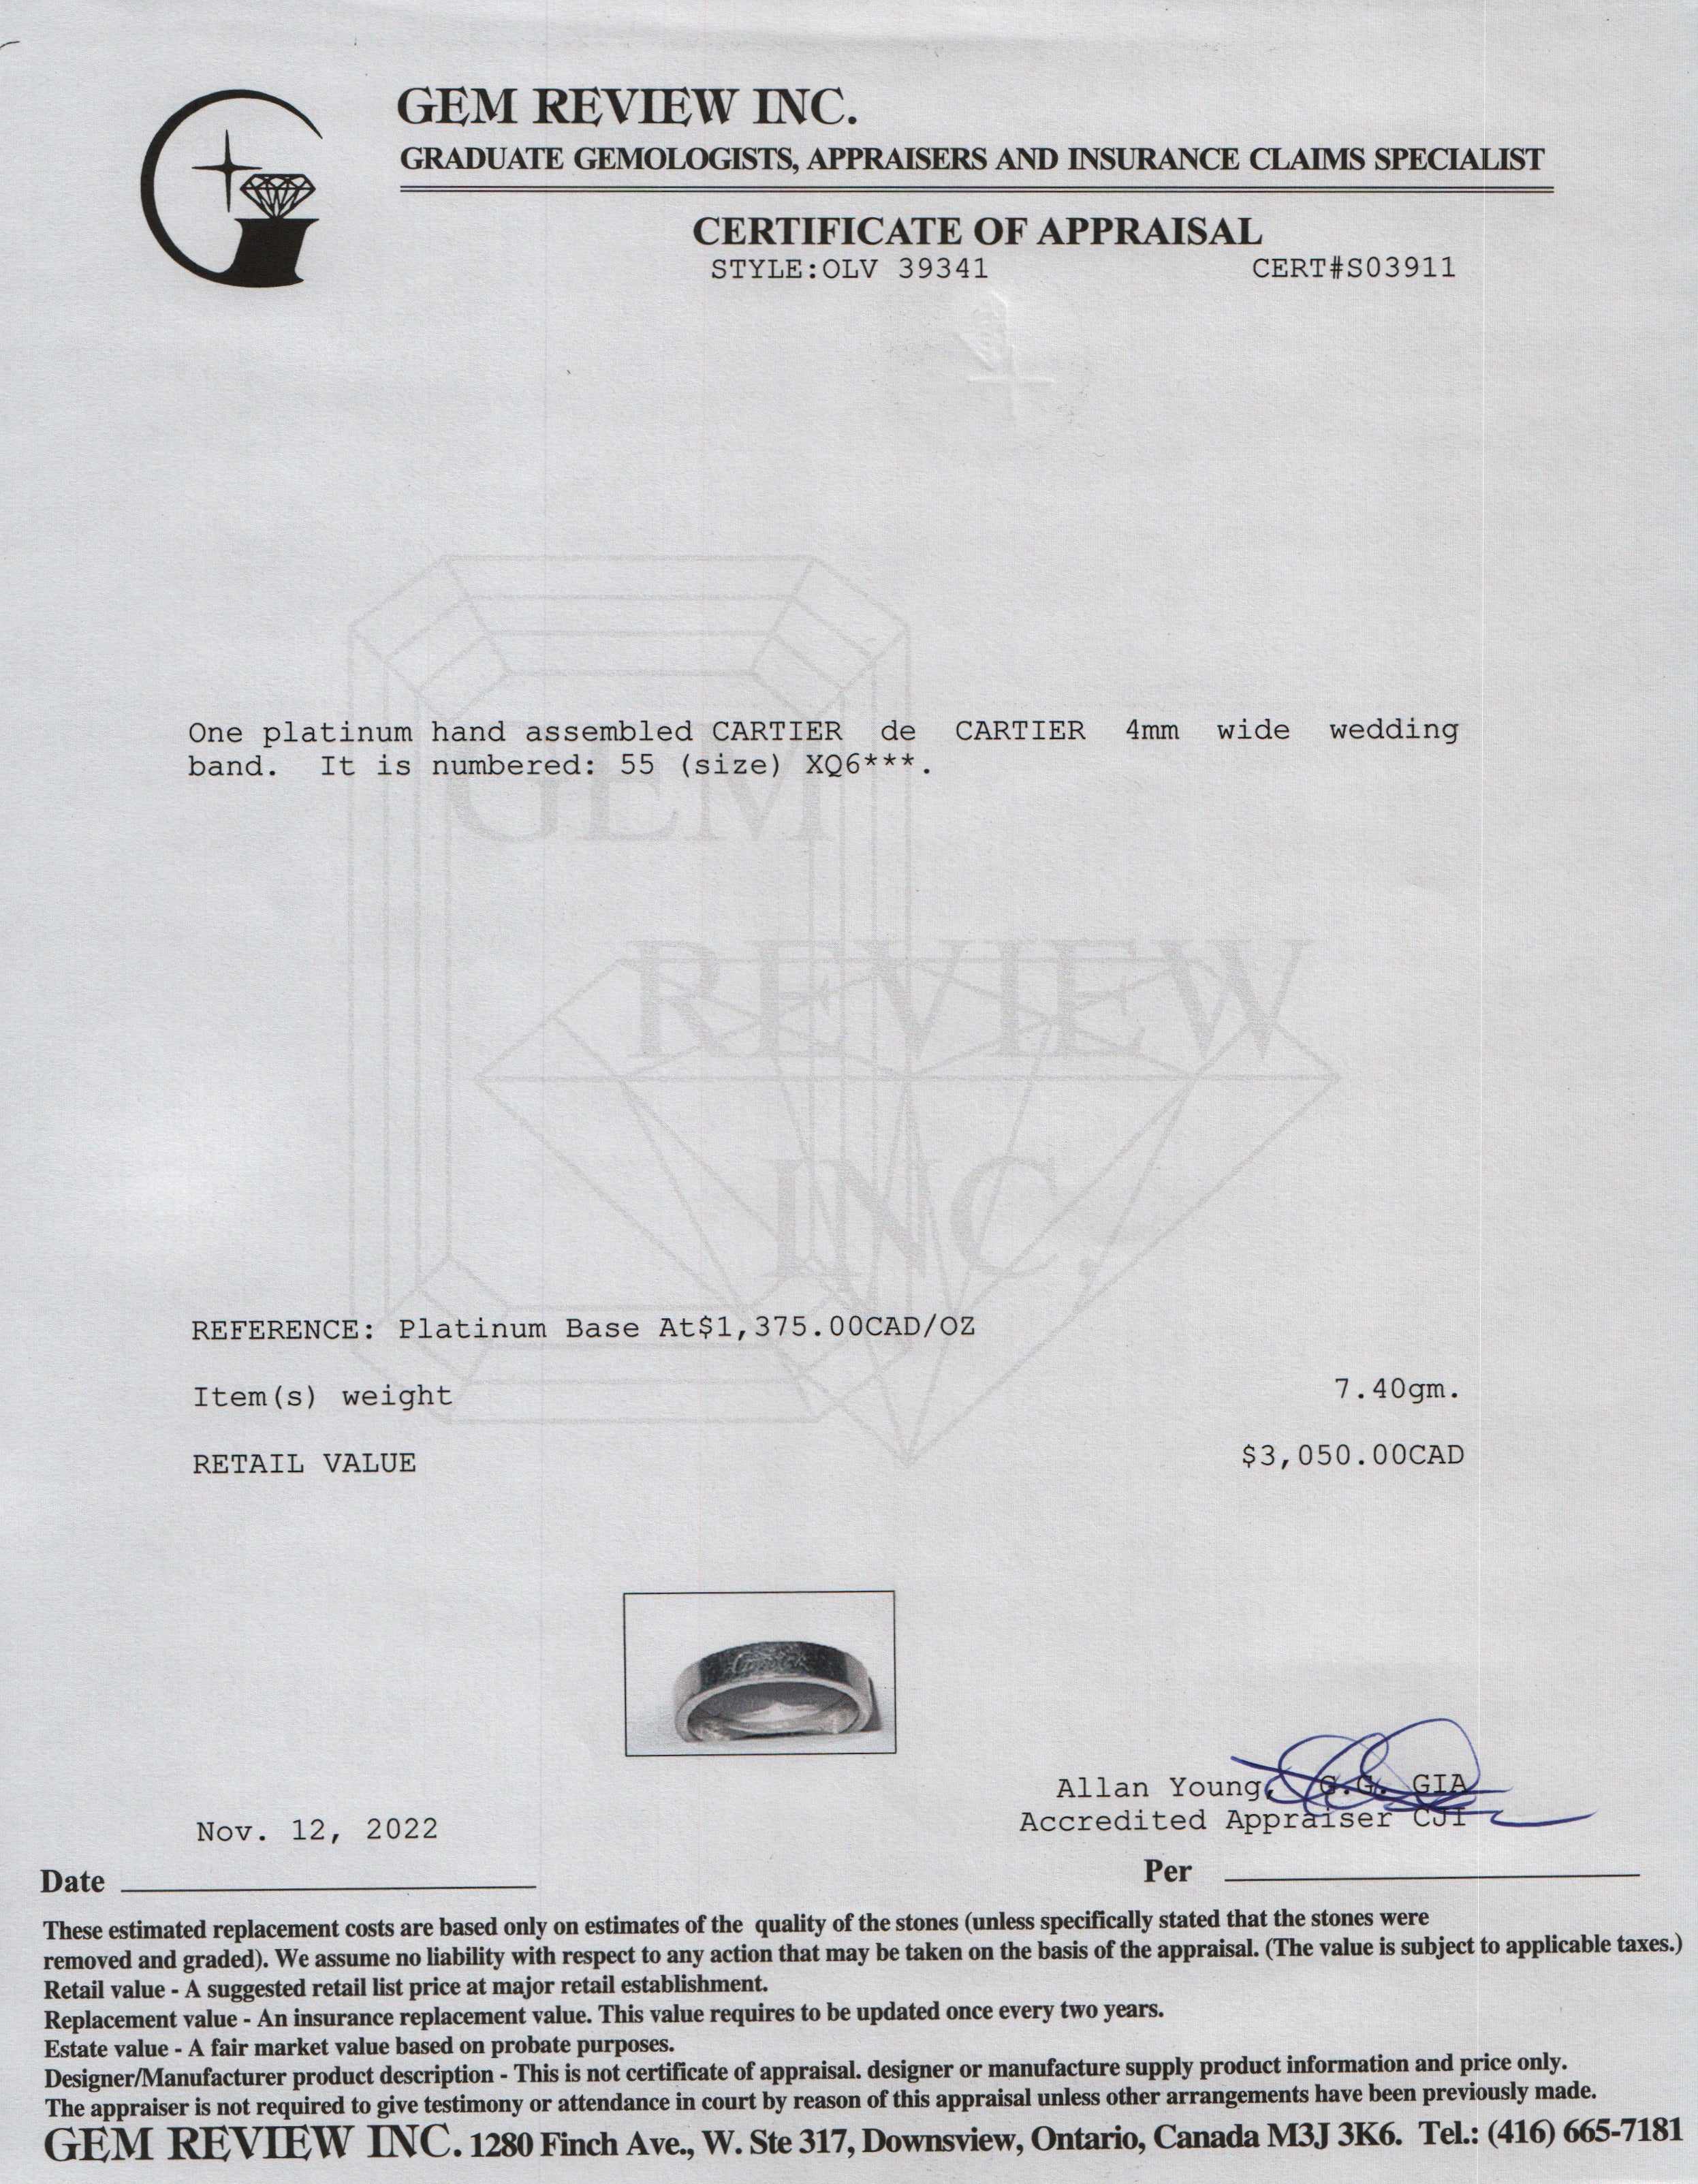 GEM REVIEW INC.
GRADUATE GEMOLOGISTS, APPRAISERS AND INSURANCE CLAIMS SPECIALIST
CERTIFICATE OF APPRAISAL
STYLE:OLV 39341 CERT#S03911
One platinum hand assembled CARTIER de CARTIER 4mm wide wedding
band. It is numbered: 55 (size) XQ6***.
GEM
REVIEW
INC.
REFERENCE: Platinum Base At$1,375.00CAD/OZ
Item(s) weight 7.40gm.
RETAIL VALUE $3,050.00CAD
Allan Young, G.G. GIA
Accredited Appraiser CJI
Nov. 12, 2022
Date Per
These estimated replacement costs are based only on estimates of the quality of the stones (unless specifically stated that the stones were
removed and graded). We assume no liability with respect to any action that may be taken on the basis of the appraisal. (The value is subject to applicable taxes.)
Retail value - A suggested retail list price at major retail establishment.
Replacement value - An insurance replacement value. This value requires to be updated once every two years.
Estate value - A fair market value based on probate purposes.
Designer/Manufacturer product description - This is not certificate of appraisal. designer or manufacture supply product information and price only.
The appraiser is not required to give testimony or attendance in court by reason of this appraisal unless other arrangements have been previously made.
GEM REVIEW INC. 1280 Finch Ave., W. Ste 317, Downsview, Ontario, Canada M3J 3K6. Tel.: (416) 665-7181